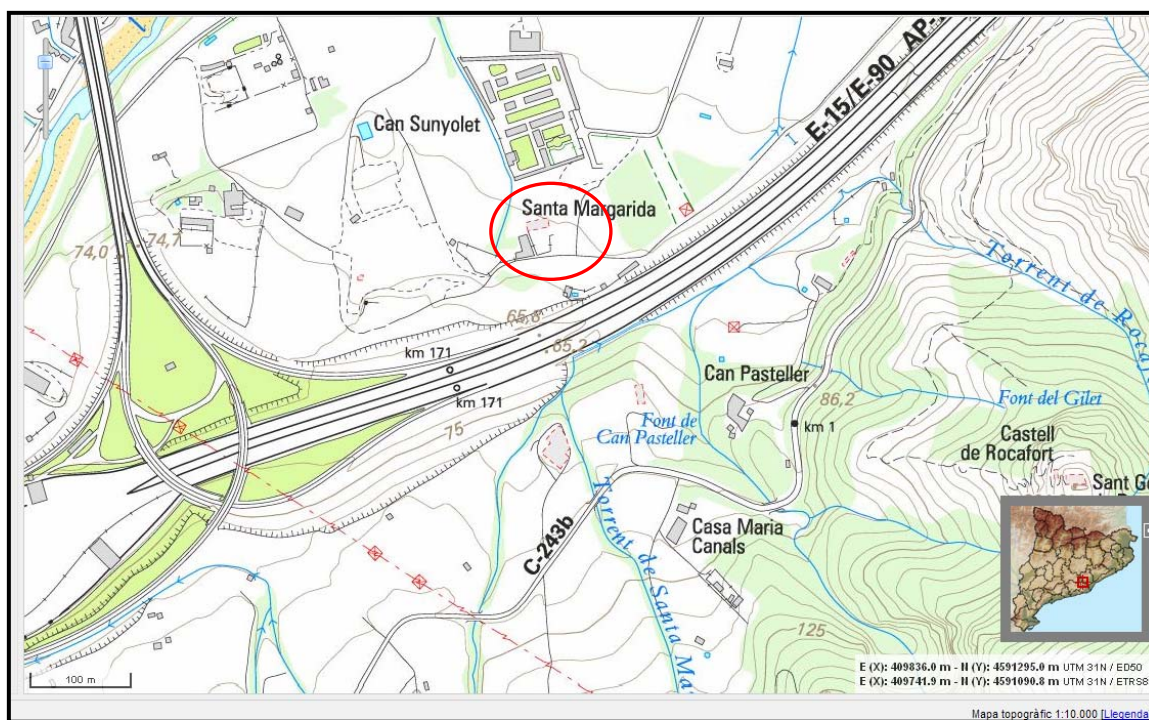 E-15/E-90 AP-
Can Sunyolet
Santa Margarida
74,0
74,7
65,8
65,2
km 171
km 171
75
Can Pasteller
86,2
km 1
Font de
Can Pasteller
Font del Gilet
Torrent de Roca
Castell
de Rocafort
Sant Ge
Casa Maria
Canals
C-243b
Torrent de Santa Ma
125
100 m
E (X): 409836.0 m - N (Y): 4591295.0 m UTM 31N / ED50
E (X): 409741.9 m - N (Y): 4591090.8 m UTM 31N / ETRS8
Mapa topogràfic 1:10.000 [Llegenda